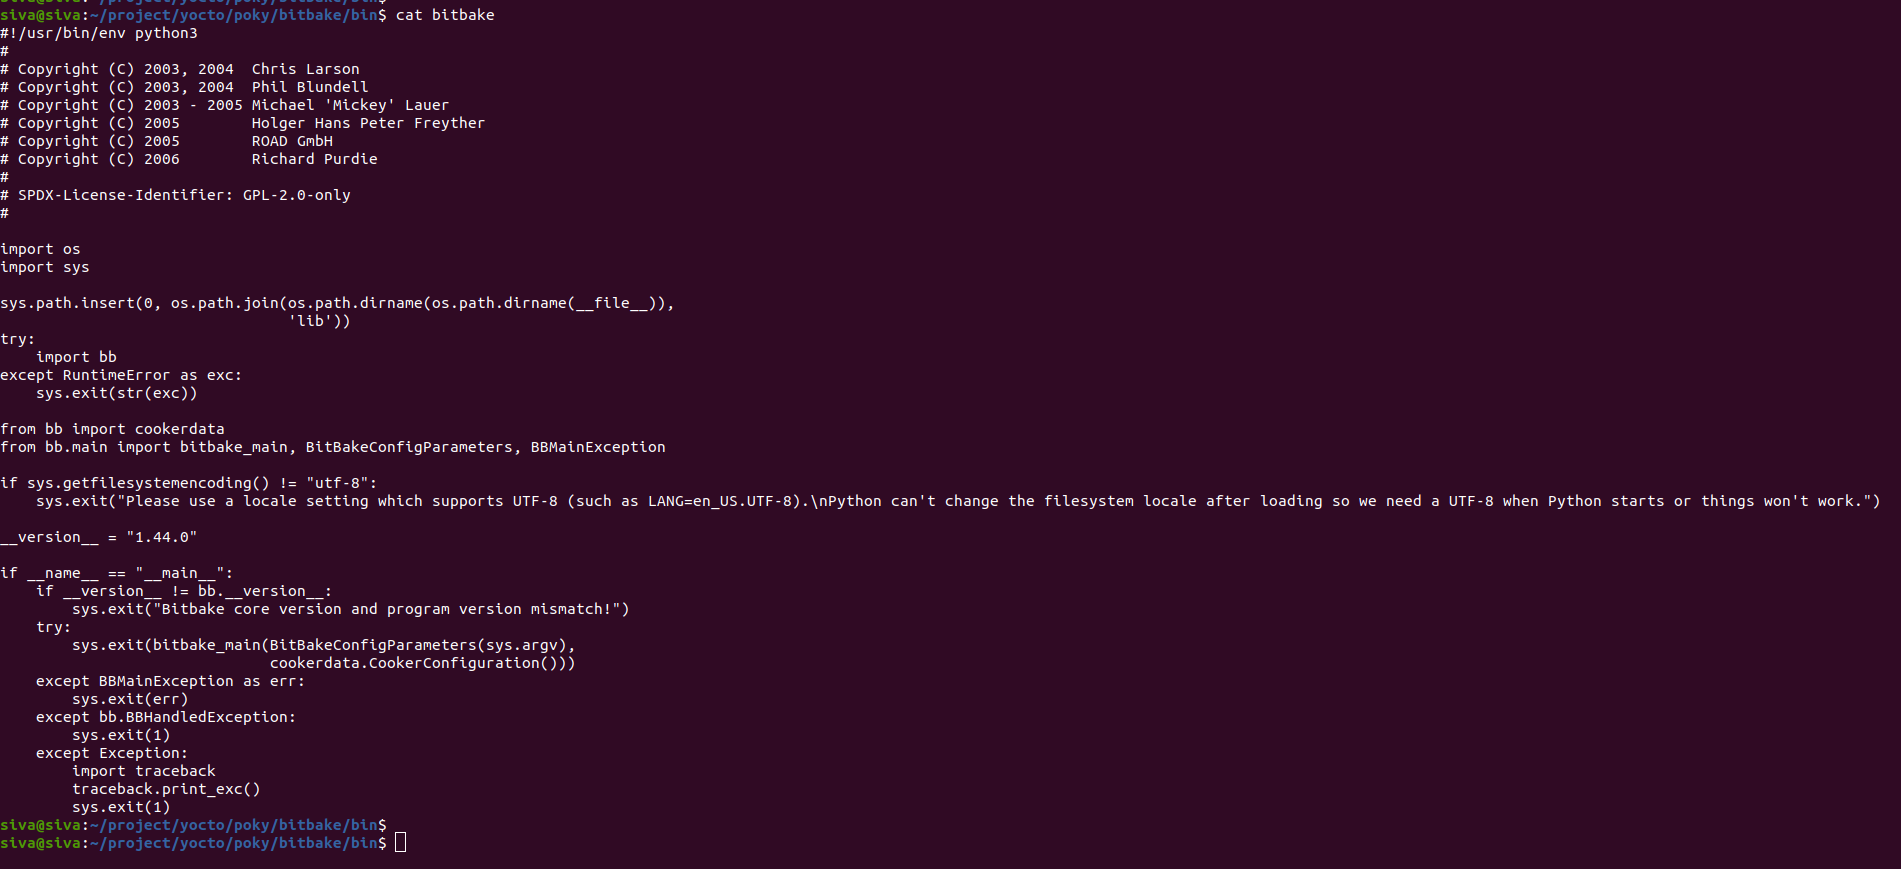 siva@siva:~/project/yocto/poky/bitbake/bin$
siva@siva:~/project/yocto/poky/bitbake/bin$ cat bitbake
#!/usr/bin/env python3
#
# Copyright (C) 2003, 2004  Chris Larson
# Copyright (C) 2003, 2004  Phil Blundell
# Copyright (C) 2003 - 2005 Michael 'Mickey' Lauer
# Copyright (C) 2005        Holger Hans Peter Freyther
# Copyright (C) 2005        ROAD GmbH
# Copyright (C) 2006        Richard Purdie
#
# SPDX-License-Identifier: GPL-2.0-only
#

import os
import sys

sys.path.insert(0, os.path.join(os.path.dirname(os.path.dirname(__file__)),
                                'lib'))
try:
    import bb
except RuntimeError as exc:
    sys.exit(str(exc))

from bb import cookerdata
from bb.main import bitbake_main, BitBakeConfigParameters, BBMainException

if sys.getfilesystemencoding() != "utf-8":
    sys.exit("Please use a locale setting which supports UTF-8 (such as LANG=en_US.UTF-8).\nPython can't change the filesystem locale after loading so we need a UTF-8 when Python starts or things won't work.")

__version__ = "1.44.0"

if __name__ == "__main__":
    if __version__ != bb.__version__:
        sys.exit("Bitbake core version and program version mismatch!")
    try:
        sys.exit(bitbake_main(BitBakeConfigParameters(sys.argv),
                              cookerdata.CookerConfiguration()))
    except BBMainException as err:
        sys.exit(err)
    except bb.BBHandledException:
        sys.exit(1)
    except Exception:
        import traceback
        traceback.print_exc()
        sys.exit(1)
siva@siva:~/project/yocto/poky/bitbake/bin$
siva@siva:~/project/yocto/poky/bitbake/bin$